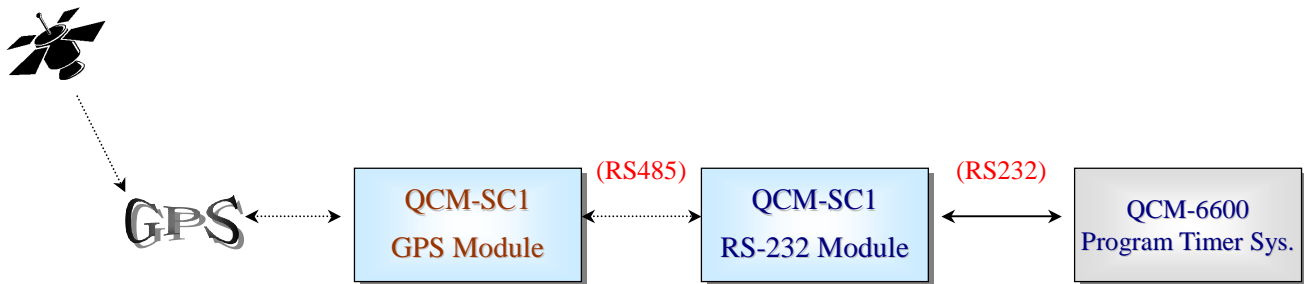 (RS485)
(RS232)
GPS
QCM-SC1
GPS Module
QCM-SC1
RS-232 Module
QCM-6600
Program Timer Sys.